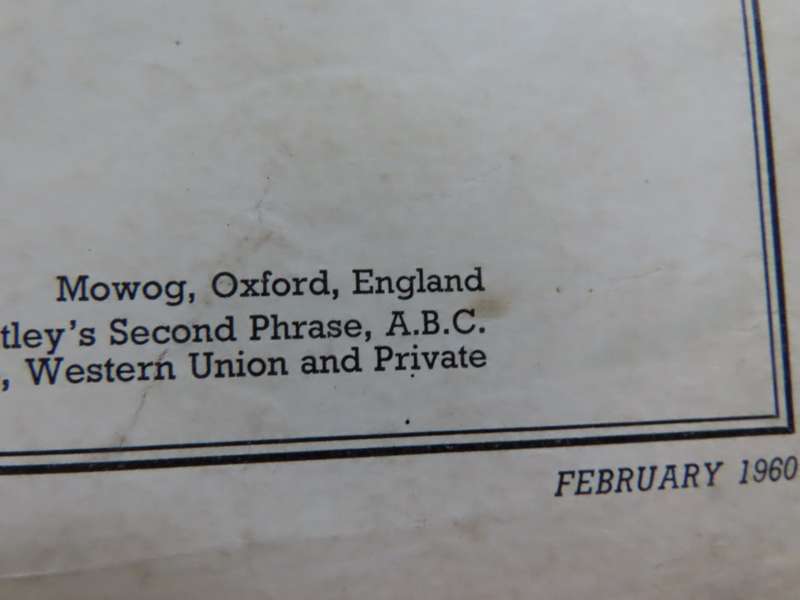 Mowog, Oxford, England
tley's Second Phrase, A.B.C.
, Western Union and Private
FEBRUARY 1960